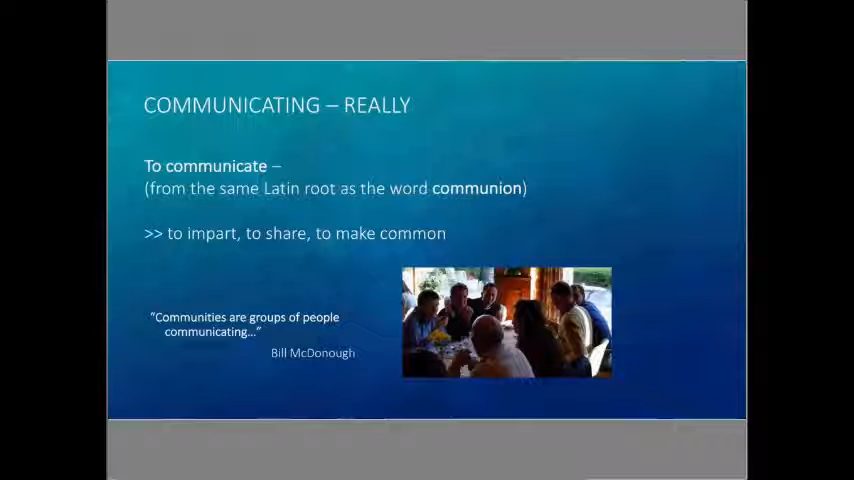 COMMUNICATING – REALLY
To communicate –
(from the same Latin root as the word communion)
>> to impart, to share, to make common
"Communities are groups of people
communicating…"
Bill McDonough